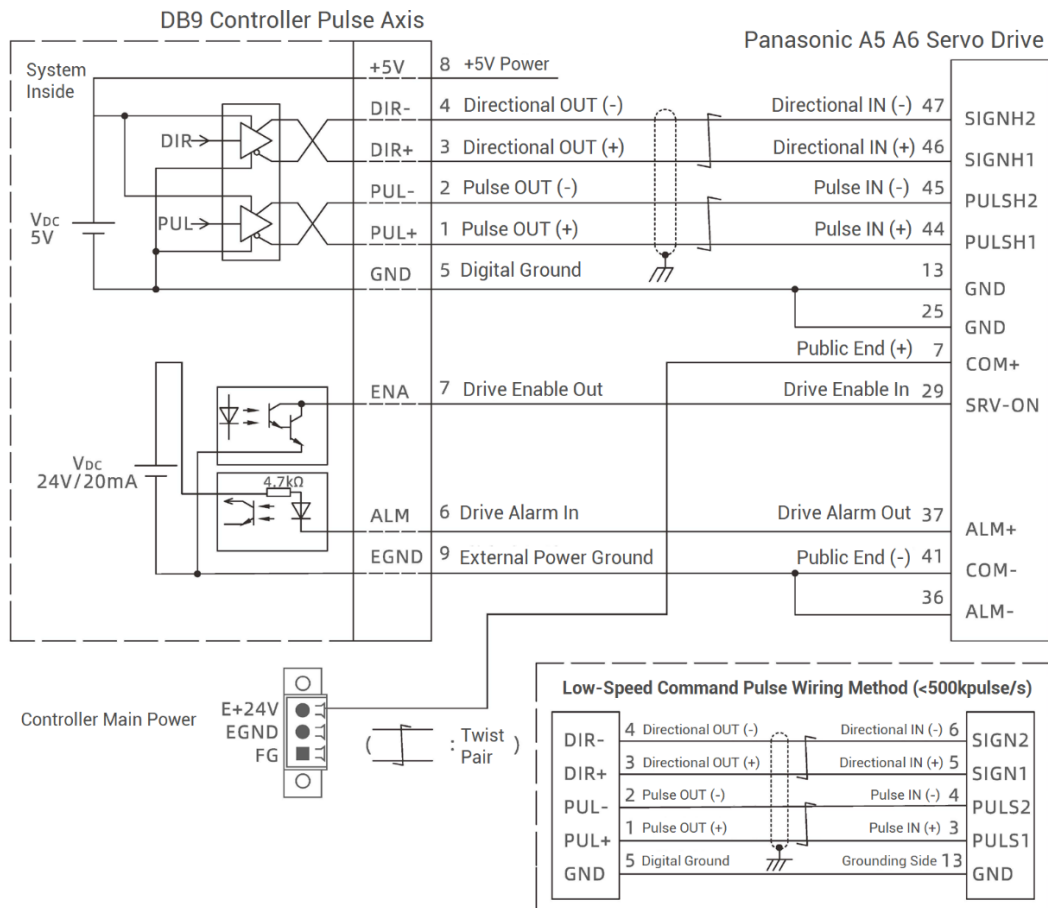 DB9 Controller Pulse Axis
Panasonic A5 A6 Servo Drive
System
Inside
+5V 8 +5V Power
DIR- 4 Directional OUT (-) Directional IN (-) 47 SIGNH2
DIR
DIR+ 3 Directional OUT (+) Directional IN (+) 46 SIGNH1
PUL- 2 Pulse OUT (-) Pulse IN (-) 45 PULSH2
VDC
5V
PUL
PUL+ 1 Pulse OUT (+) Pulse IN (+) 44 PULSH1
GND 5 Digital Ground 13 GND
25 GND
Public End (+) 7 COM+
ENA 7 Drive Enable Out Drive Enable In 29 SRV-ON
VDC
24V/20mA
4.7kΩ
ALM 6 Drive Alarm In Drive Alarm Out 37 ALM+
EGND 9 External Power Ground Public End (-) 41 COM-
36 ALM-
Controller Main Power
E+24V
EGND
FG
( : Twist Pair )
Low-Speed Command Pulse Wiring Method (<500kpulse/s)
DIR- 4 Directional OUT (-) Directional IN (-) 6 SIGN2
DIR+ 3 Directional OUT (+) Directional IN (+) 5 SIGN1
PUL- 2 Pulse OUT (-) Pulse IN (-) 4 PULS2
PUL+ 1 Pulse OUT (+) Pulse IN (+) 3 PULS1
GND 5 Digital Ground Grounding Side 13 GND